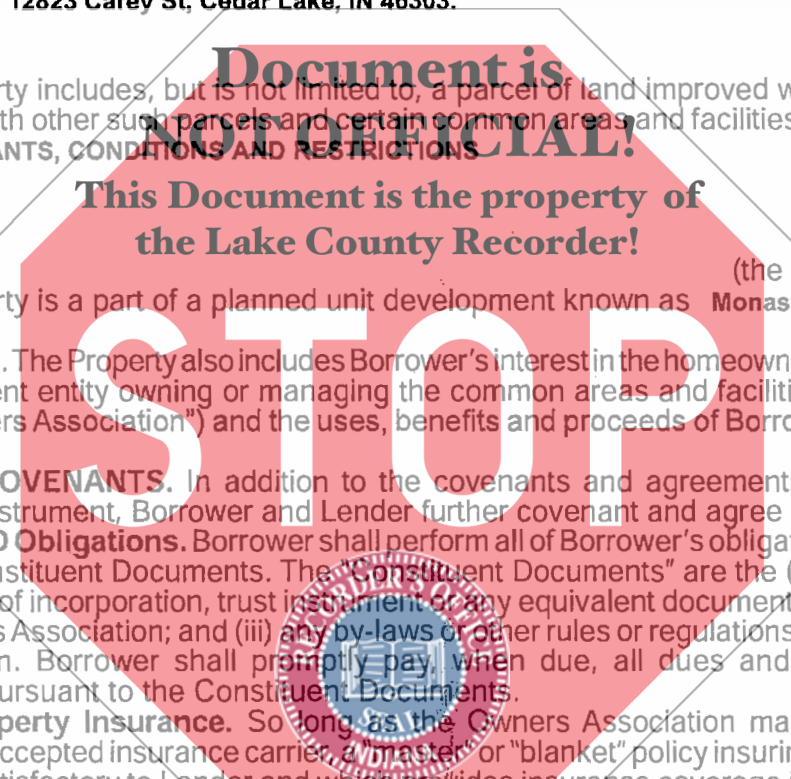 12823 Carey St, Cedar Lake, IN 46303.
Document is
rty includes, but is not limited to, a parcel of land improved w
th other such parcels and certain common areas and facilities
NOT OFFICIAL!
ANTS, CONDITIONS AND RESTRICTIONS
This Document is the property of
the Lake County Recorder!
(the
rty is a part of a planned unit development known as Monas
STOP
. The Property also includes Borrower's interest in the homeown
ent entity owning or managing the common areas and faciliti
ers Association") and the uses, benefits and proceeds of Borro
OVENANTS. In addition to the covenants and agreement
strument, Borrower and Lender further covenant and agree
D Obligations. Borrower shall perform all of Borrower's obligat
nstituent Documents. The "Constituent Documents" are the (
of incorporation, trust instrument or any equivalent document
s Association; and (iii) any by-laws or other rules or regulations
n. Borrower shall promptly pay, when due, all dues and
ursuant to the Constituent Documents.
perty Insurance. So long as the Owners Association ma
ccepted insurance carrier, a "master" or "blanket" policy insurin
RECORDER'S OFFICE
SEAL
INDIANA